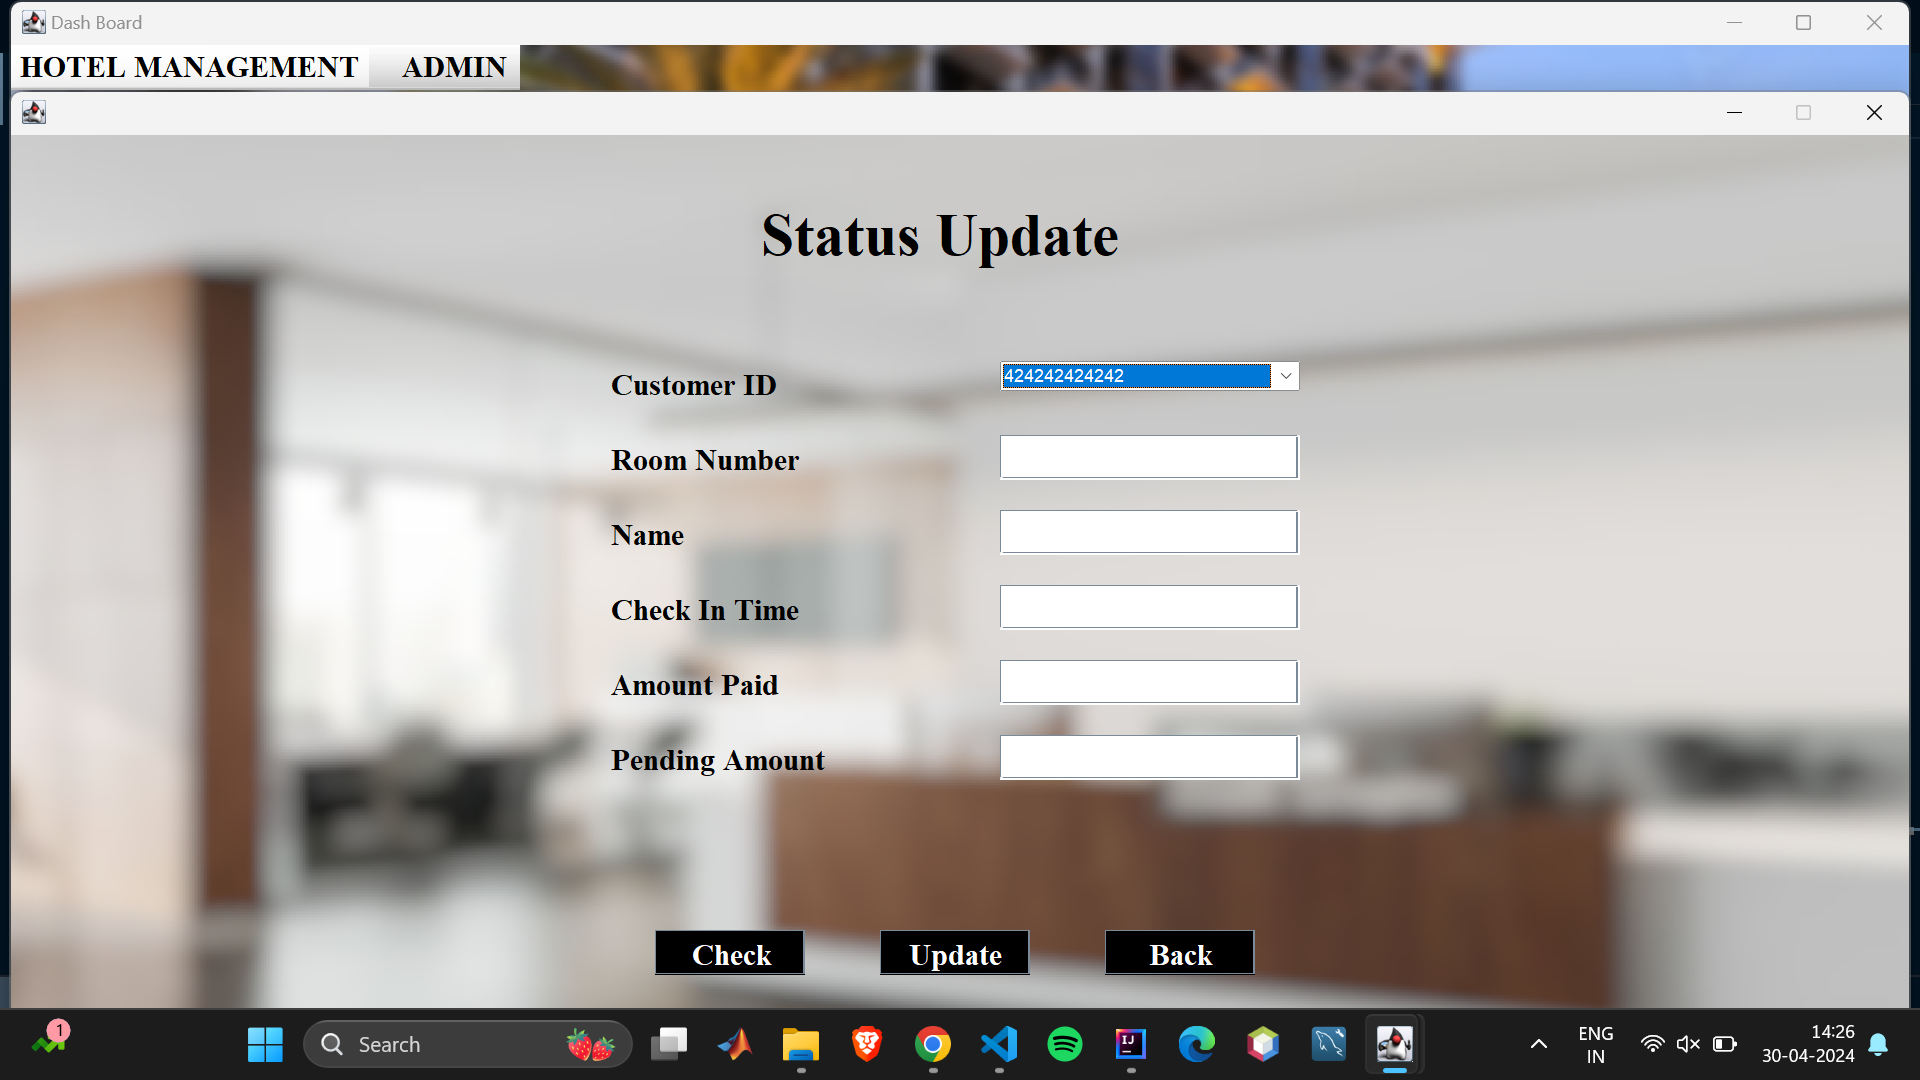 Dash Board
HOTEL MANAGEMENT ADMIN
Status Update
Customer ID 424242424242
Room Number
Name
Check In Time
Amount Paid
Pending Amount
Check Update Back
1
Search
IJ
ENG
IN
14:26
30-04-2024